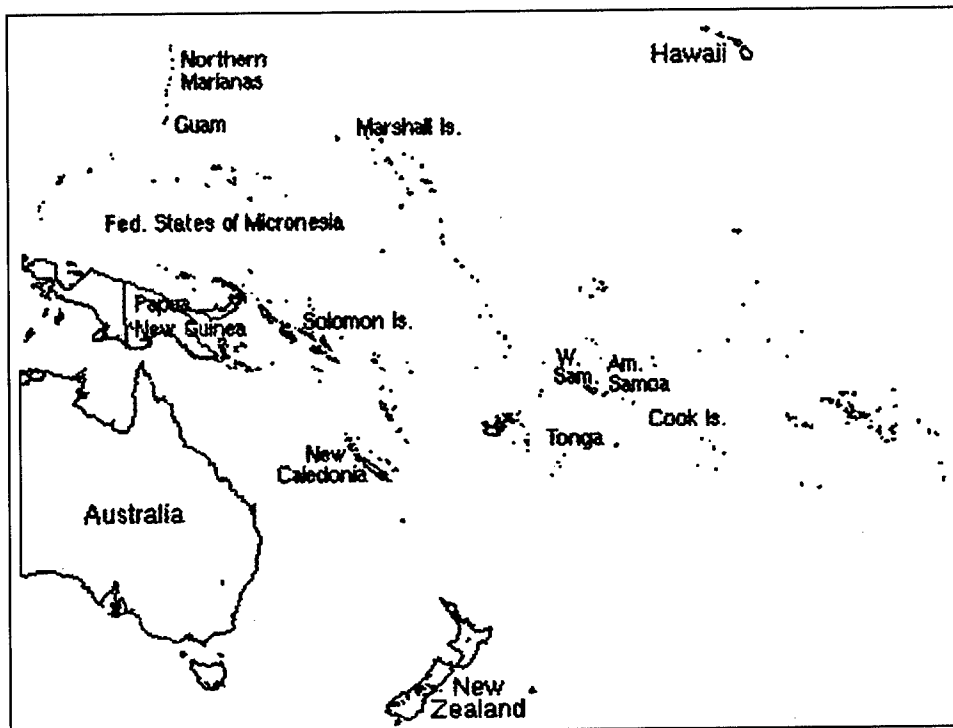 Hawaii
Northern
Marianas
Guam
Marshall Is.
Fed. States of Micronesia
Papua
New Guinea
Solomon Is.
W.
Sam.
Am.
Samoa
Cook Is.
Tonga
New
Caledonia
Australia
New
Zealand